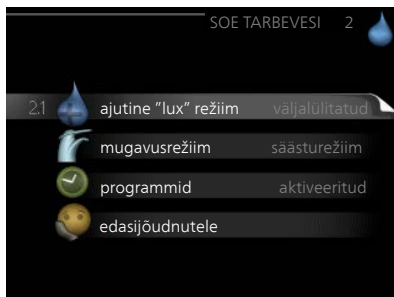 SOE TARBEVESI 2
2.1 ajutine "lux" režiim väljalülitatud
mugavusrežiim säästurežiim
programmid aktiveeritud
edasijõudnutele